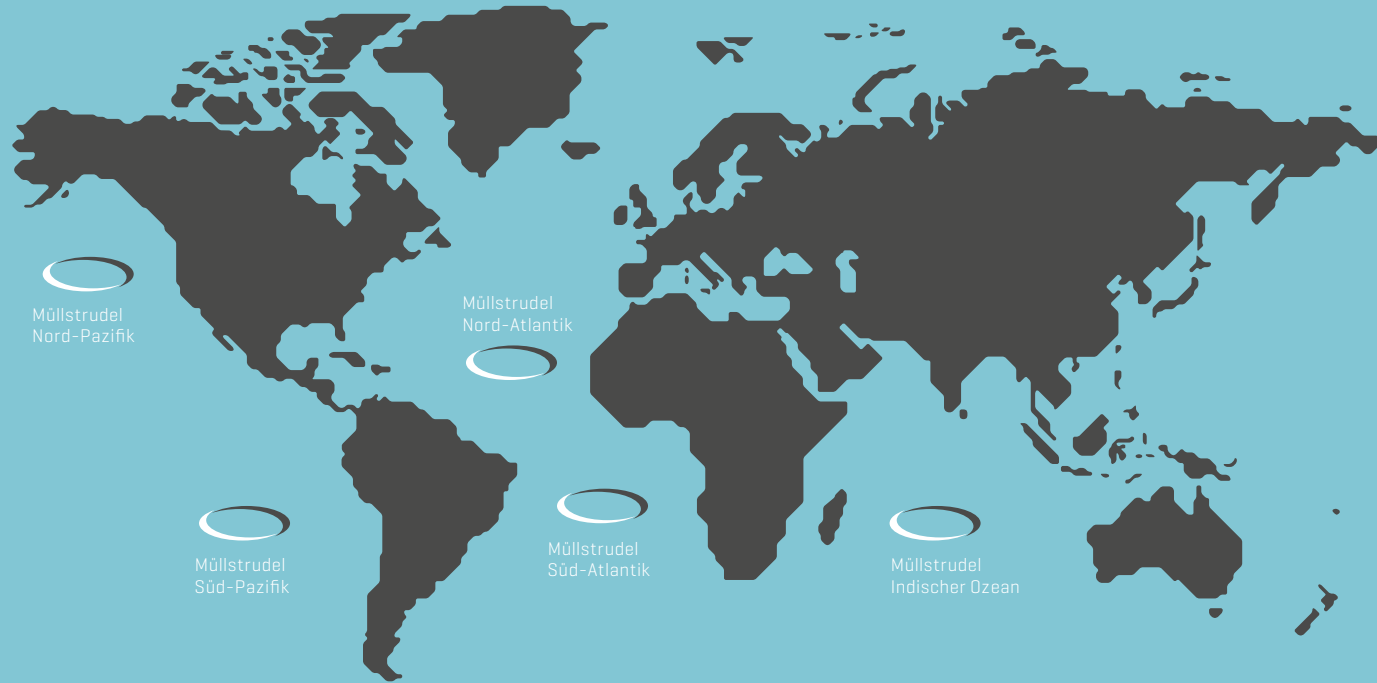 Müllstrudel
Nord-Pazifik
Müllstrudel
Nord-Atlantik
Müllstrudel
Süd-Pazifik
Müllstrudel
Süd-Atlantik
Müllstrudel
Indischer Ozean